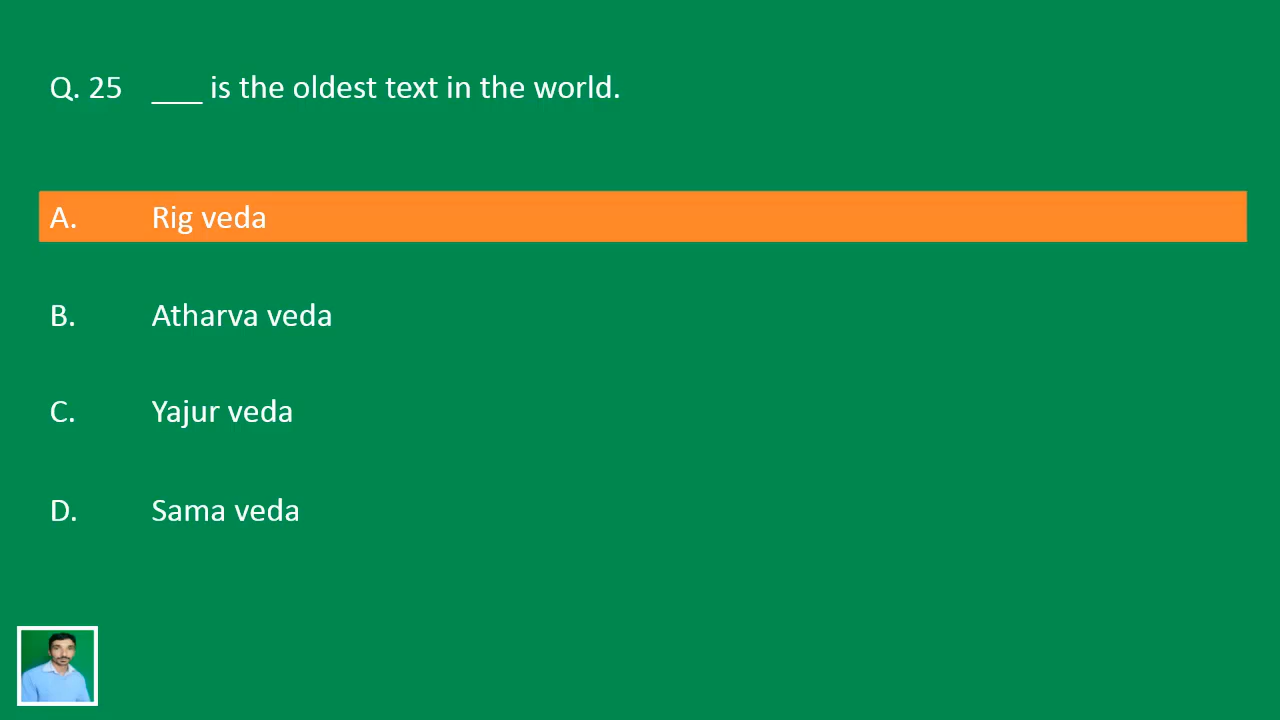 Q. 25 ___ is the oldest text in the world.
A. Rig veda
B. Atharva veda
C. Yajur veda
D. Sama veda